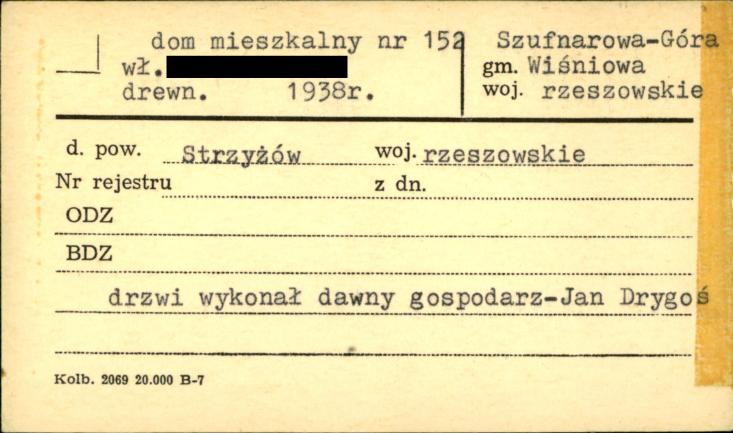 dom mieszkalny nr 152 Szufnarowa-Góra
wł. gm. Wiśniowa
drewn. 1938r. woj. rzeszowskie
d. pow. Strzyżów woj. rzeszowskie
Nr rejestru z dn.
ODZ
BDZ
drzwi wykonał dawny gospodarz-Jan Drygoś
Kolb. 2069 20.000 B-7